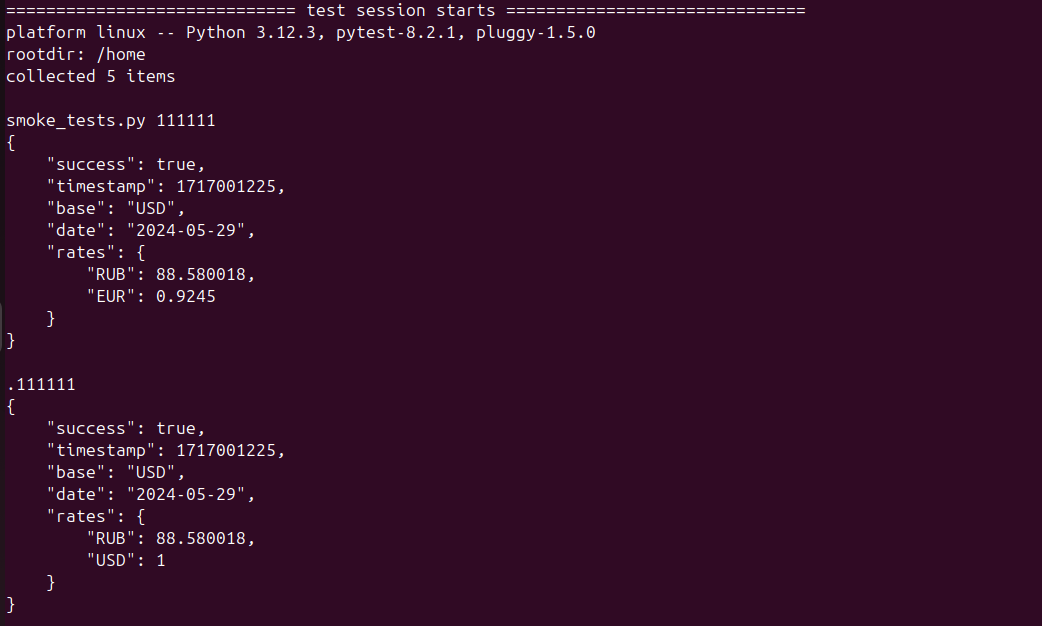 ============================= test session starts ==============================
platform linux -- Python 3.12.3, pytest-8.2.1, pluggy-1.5.0
rootdir: /home
collected 5 items
smoke_tests.py 111111
{
    "success": true,
    "timestamp": 1717001225,
    "base": "USD",
    "date": "2024-05-29",
    "rates": {
        "RUB": 88.580018,
        "EUR": 0.9245
    }
}
.111111
{
    "success": true,
    "timestamp": 1717001225,
    "base": "USD",
    "date": "2024-05-29",
    "rates": {
        "RUB": 88.580018,
        "USD": 1
    }
}